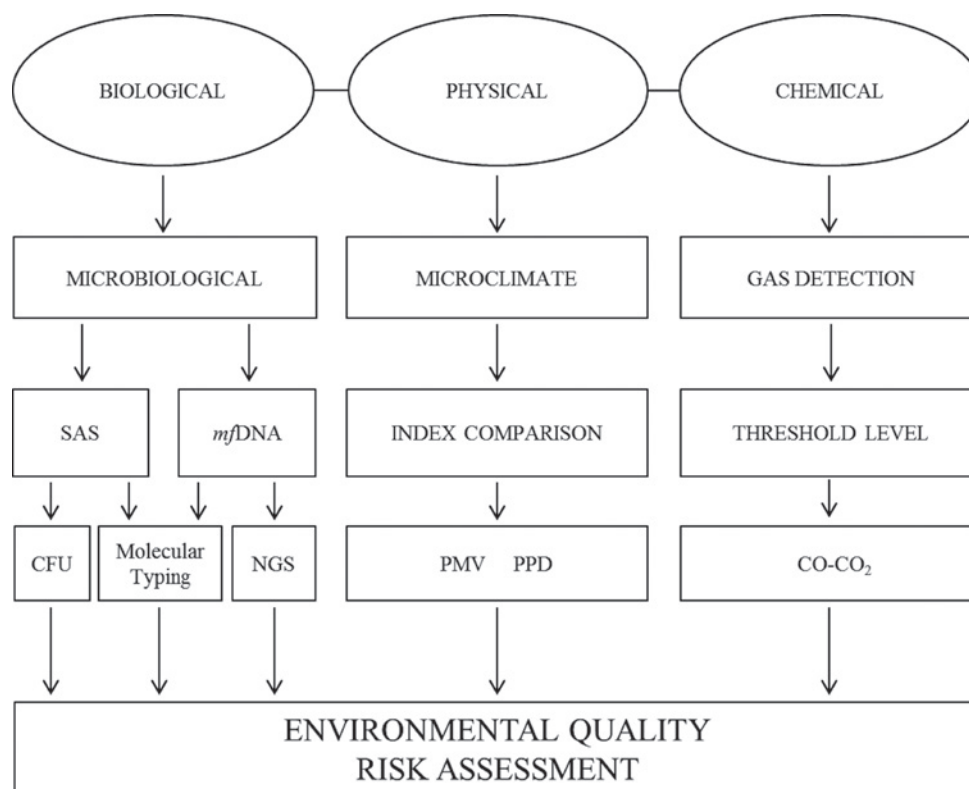 BIOLOGICAL
PHYSICAL
CHEMICAL
MICROBIOLOGICAL
MICROCLIMATE
GAS DETECTION
SAS
mfDNA
INDEX COMPARISON
THRESHOLD LEVEL
CFU
Molecular
Typing
NGS
PMV PPD
CO-CO₂
ENVIRONMENTAL QUALITY
RISK ASSESSMENT